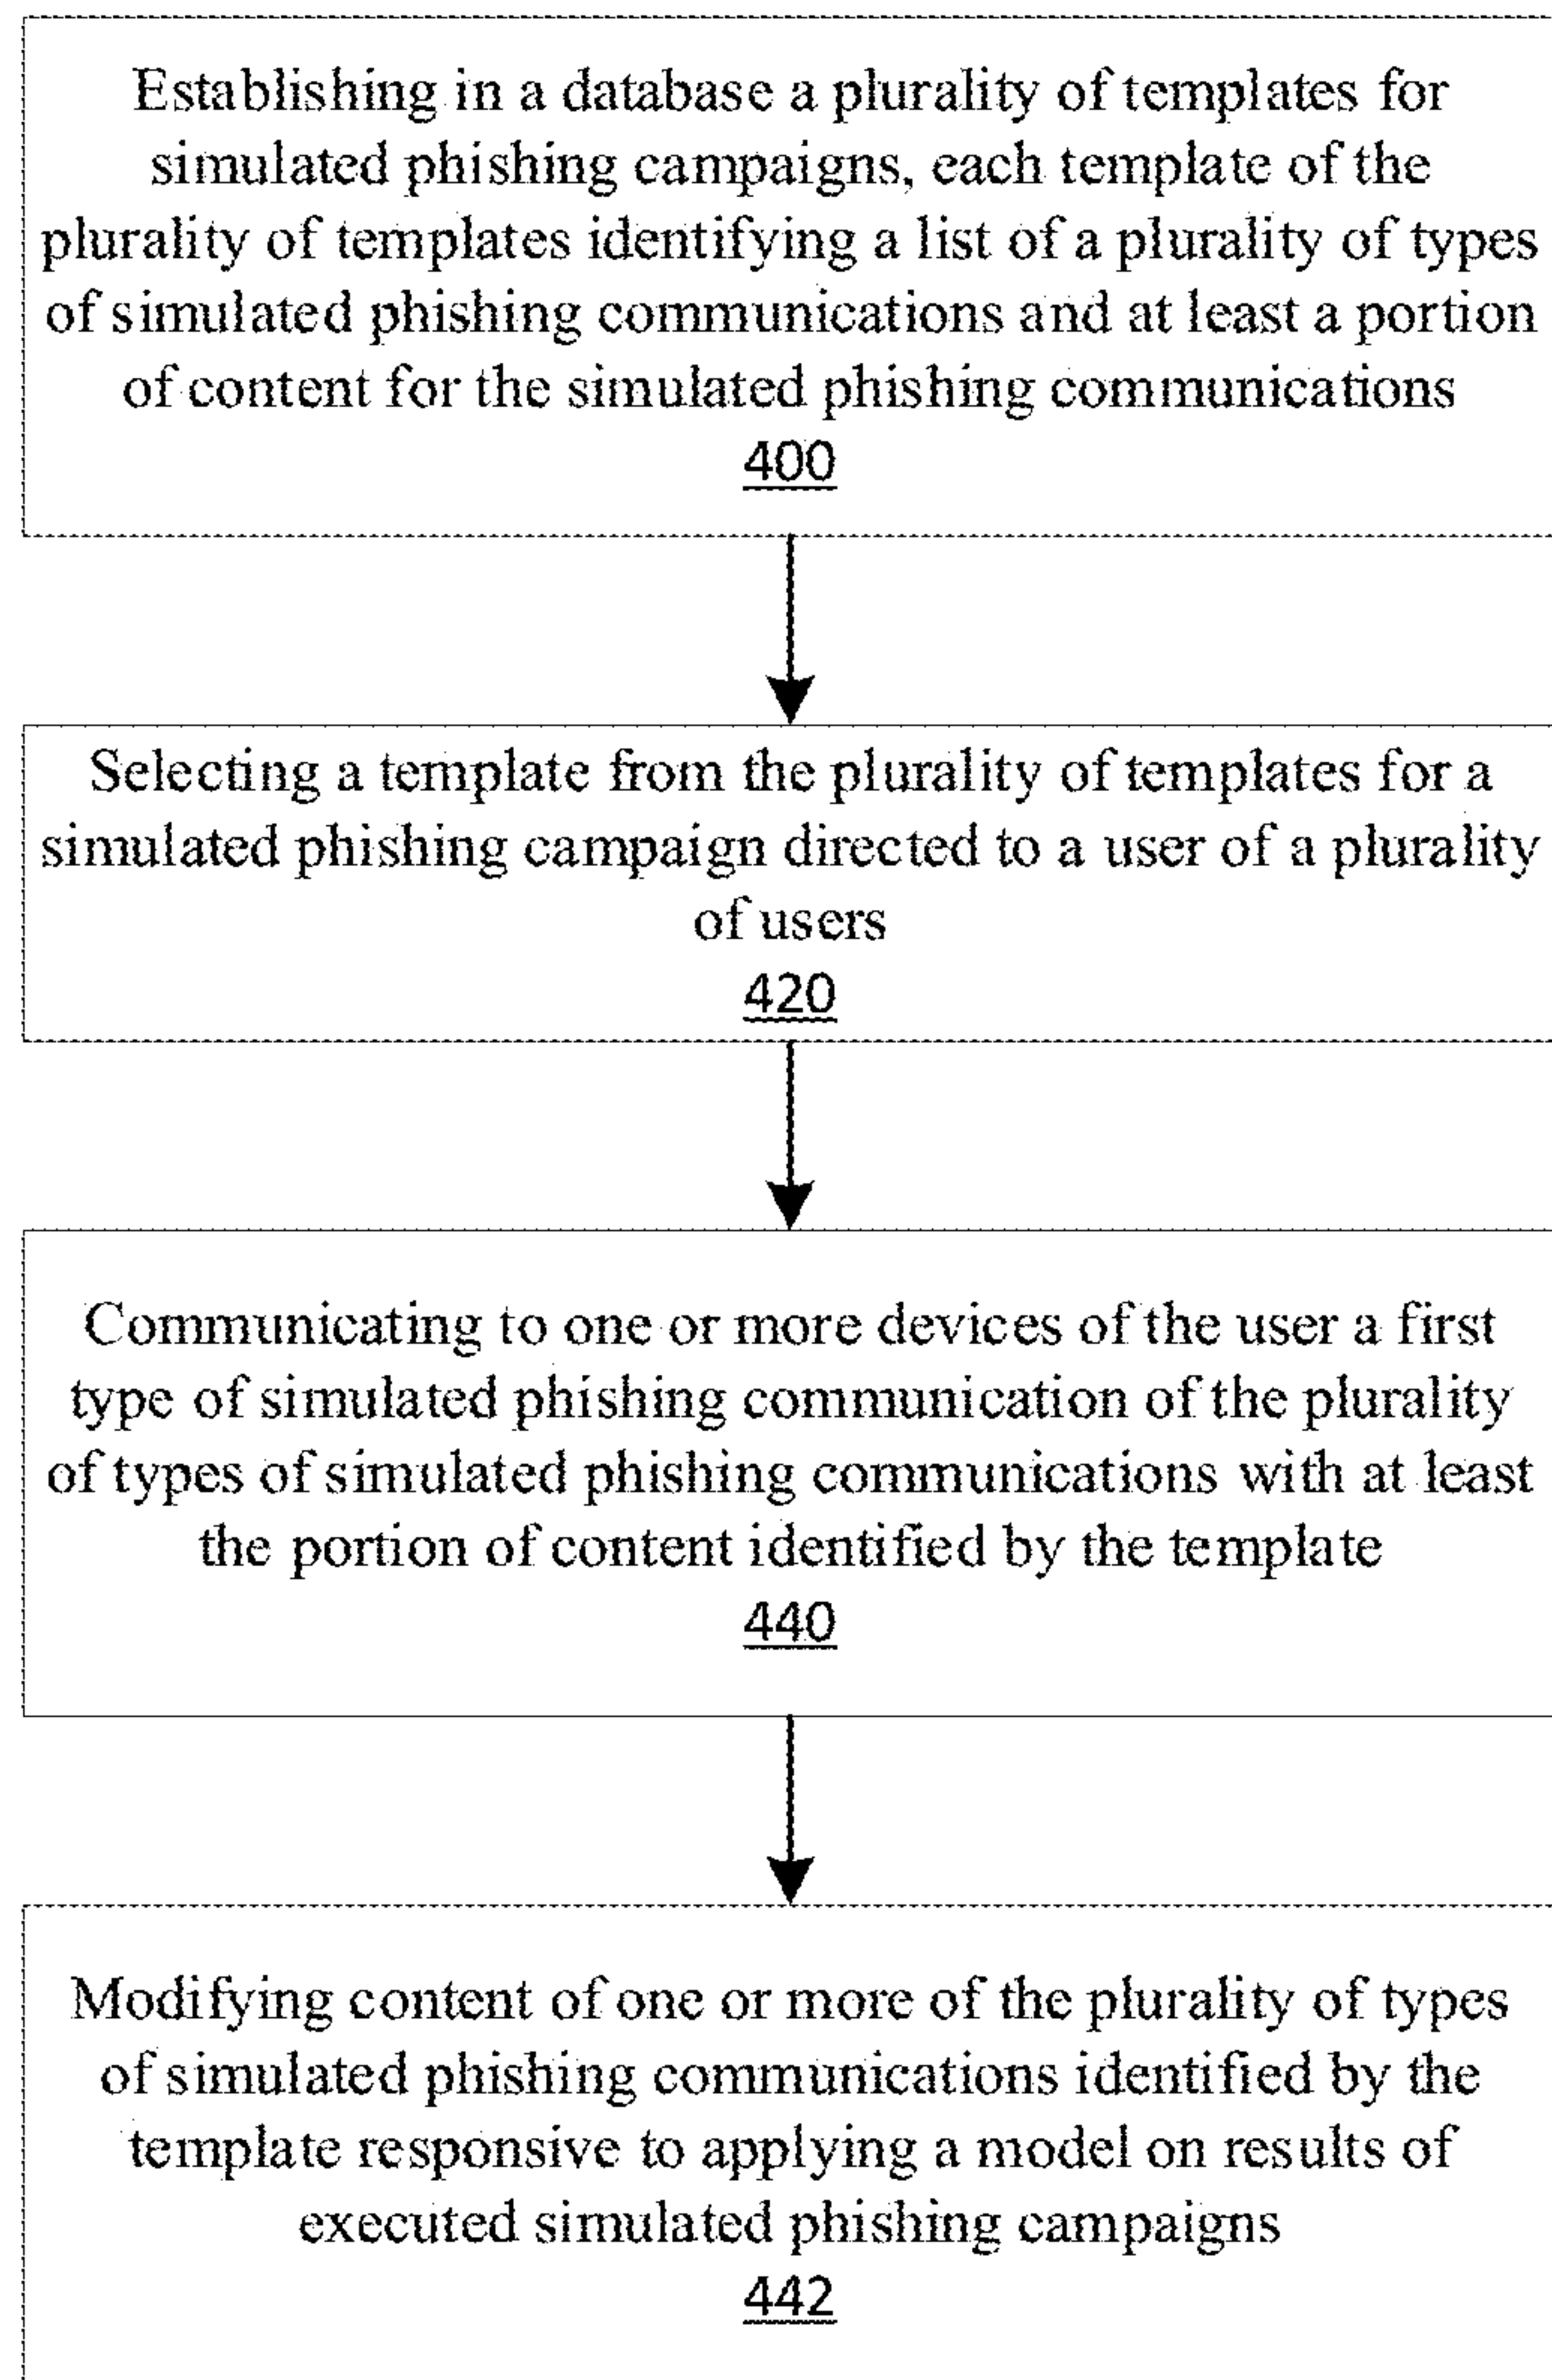 Establishing in a database a plurality of templates for
simulated phishing campaigns, each template of the
plurality of templates identifying a list of a plurality of types
of simulated phishing communications and at least a portion
of content for the simulated phishing communications
400
Selecting a template from the plurality of templates for a
simulated phishing campaign directed to a user of a plurality
of users
420
Communicating to one or more devices of the user a first
type of simulated phishing communication of the plurality
of types of simulated phishing communications with at least
the portion of content identified by the template
440
Modifying content of one or more of the plurality of types
of simulated phishing communications identified by the
template responsive to applying a model on results of
executed simulated phishing campaigns
442